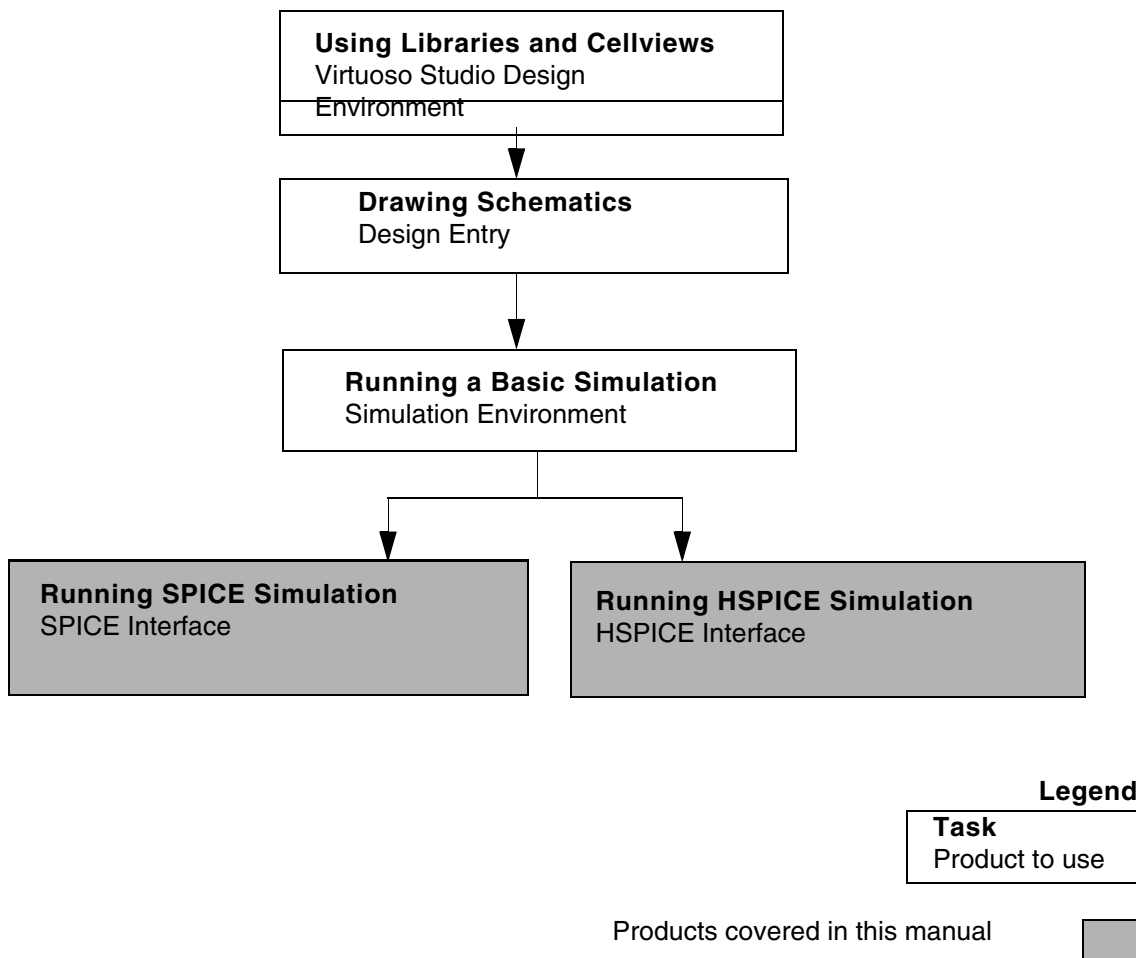 Using Libraries and Cellviews
Virtuoso Studio Design
Environment
Drawing Schematics
Design Entry
Running a Basic Simulation
Simulation Environment
Running SPICE Simulation
SPICE Interface
Running HSPICE Simulation
HSPICE Interface
Legend
Task
Product to use
Products covered in this manual